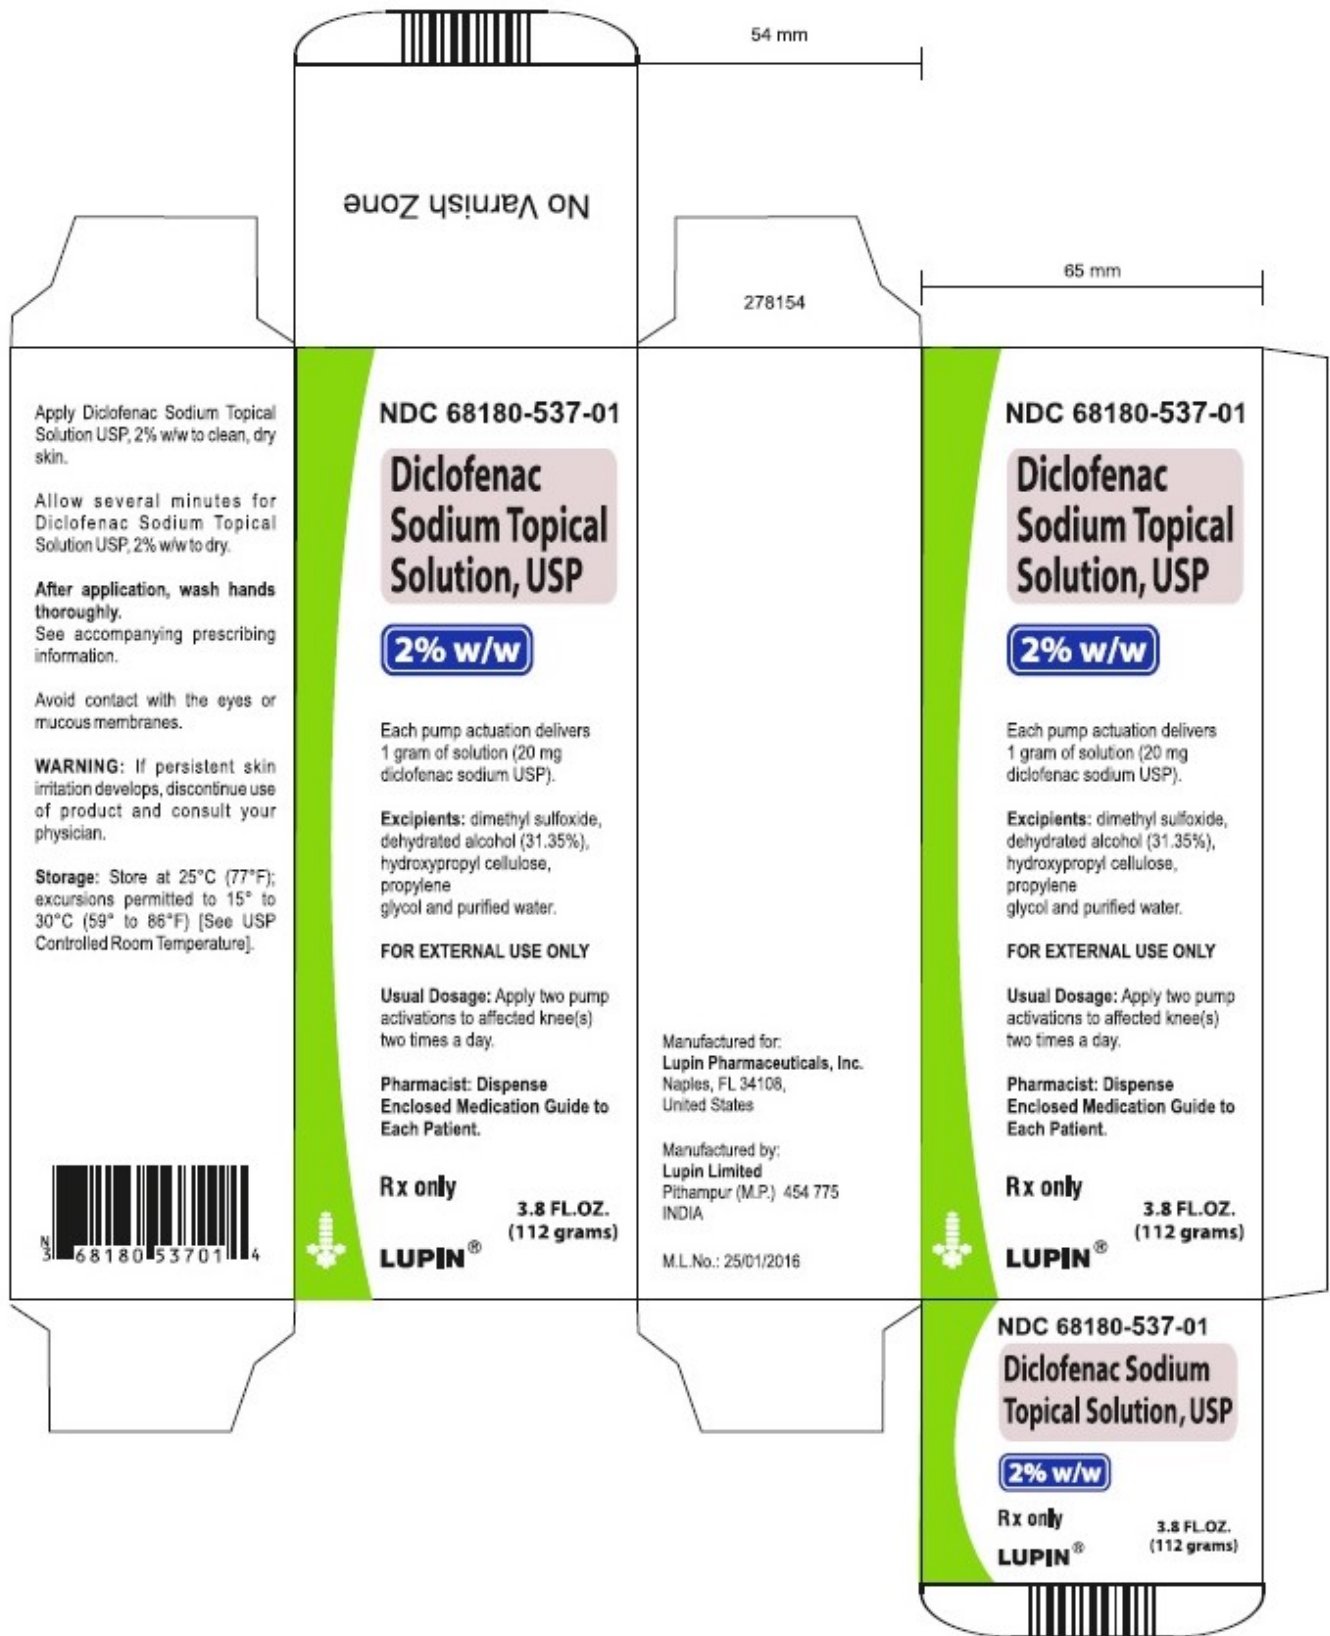 54 mm
No Varnish Zone
65 mm
278154
Apply Diclofenac Sodium Topical
Solution USP, 2% w/w to clean, dry
skin.
Allow several minutes for
Diclofenac Sodium Topical
Solution USP, 2% w/w to dry.
After application, wash hands
thoroughly.
See accompanying prescribing
information.
Avoid contact with the eyes or
mucous membranes.
WARNING: If persistent skin
irritation develops, discontinue use
of product and consult your
physician.
Storage: Store at 25°C (77°F);
excursions permitted to 15° to
30°C (59° to 86°F) [See USP
Controlled Room Temperature].
N
3 68180 53701 4
NDC 68180-537-01
Diclofenac
Sodium Topical
Solution, USP
2% w/w
Each pump actuation delivers
1 gram of solution (20 mg
diclofenac sodium USP).
Excipients: dimethyl sulfoxide,
dehydrated alcohol (31.35%),
hydroxypropyl cellulose,
propylene
glycol and purified water.
FOR EXTERNAL USE ONLY
Usual Dosage: Apply two pump
activations to affected knee(s)
two times a day.
Pharmacist: Dispense
Enclosed Medication Guide to
Each Patient.
Rx only
3.8 FL.OZ.
(112 grams)
LUPIN®
Manufactured for:
Lupin Pharmaceuticals, Inc.
Naples, FL 34108,
United States
Manufactured by:
Lupin Limited
Pithampur (M.P.) 454 775
INDIA
M.L.No.: 25/01/2016
NDC 68180-537-01
Diclofenac
Sodium Topical
Solution, USP
2% w/w
Each pump actuation delivers
1 gram of solution (20 mg
diclofenac sodium USP).
Excipients: dimethyl sulfoxide,
dehydrated alcohol (31.35%),
hydroxypropyl cellulose,
propylene
glycol and purified water.
FOR EXTERNAL USE ONLY
Usual Dosage: Apply two pump
activations to affected knee(s)
two times a day.
Pharmacist: Dispense
Enclosed Medication Guide to
Each Patient.
Rx only
3.8 FL.OZ.
(112 grams)
LUPIN®
NDC 68180-537-01
Diclofenac Sodium
Topical Solution, USP
2% w/w
Rx only
3.8 FL.OZ.
(112 grams)
LUPIN®